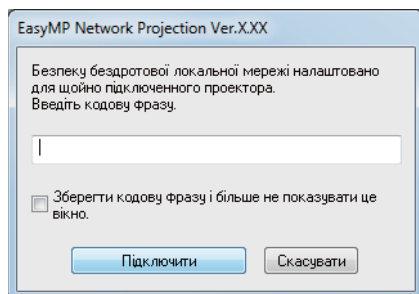 EasyMP Network Projection Ver.X.XX
Безпеку бездротової локальної мережі налаштовано
для щойно підключенного проектора.
Введіть кодову фразу.
Зберегти кодову фразу і більше не показувати це
вікно.
Підключити
Скасувати